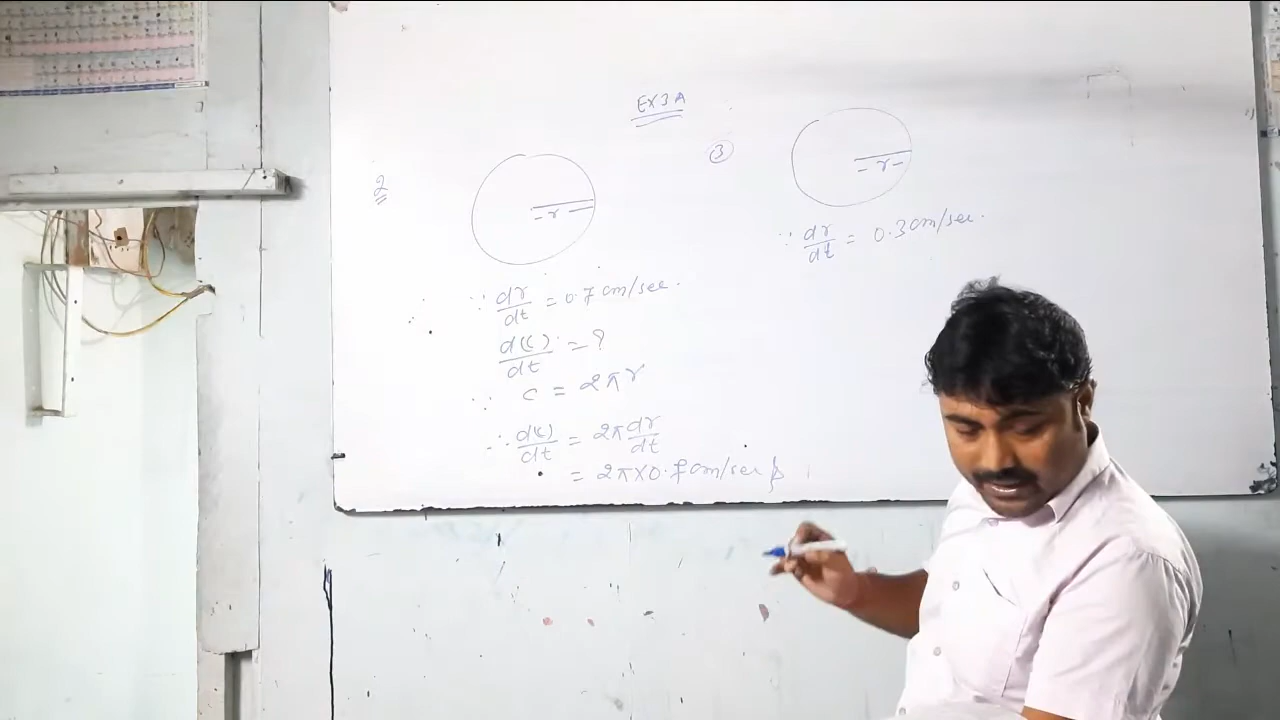 EX 3A
2
- r -
∵ dr/dt = 0.7 cm/sec.
d(c)/dt = ?
∵ c = 2πr
∴ d(c)/dt = 2π dr/dt
= 2π×0.7 cm/sec
3
- r -
∵ dr/dt = 0.3 cm/sec.